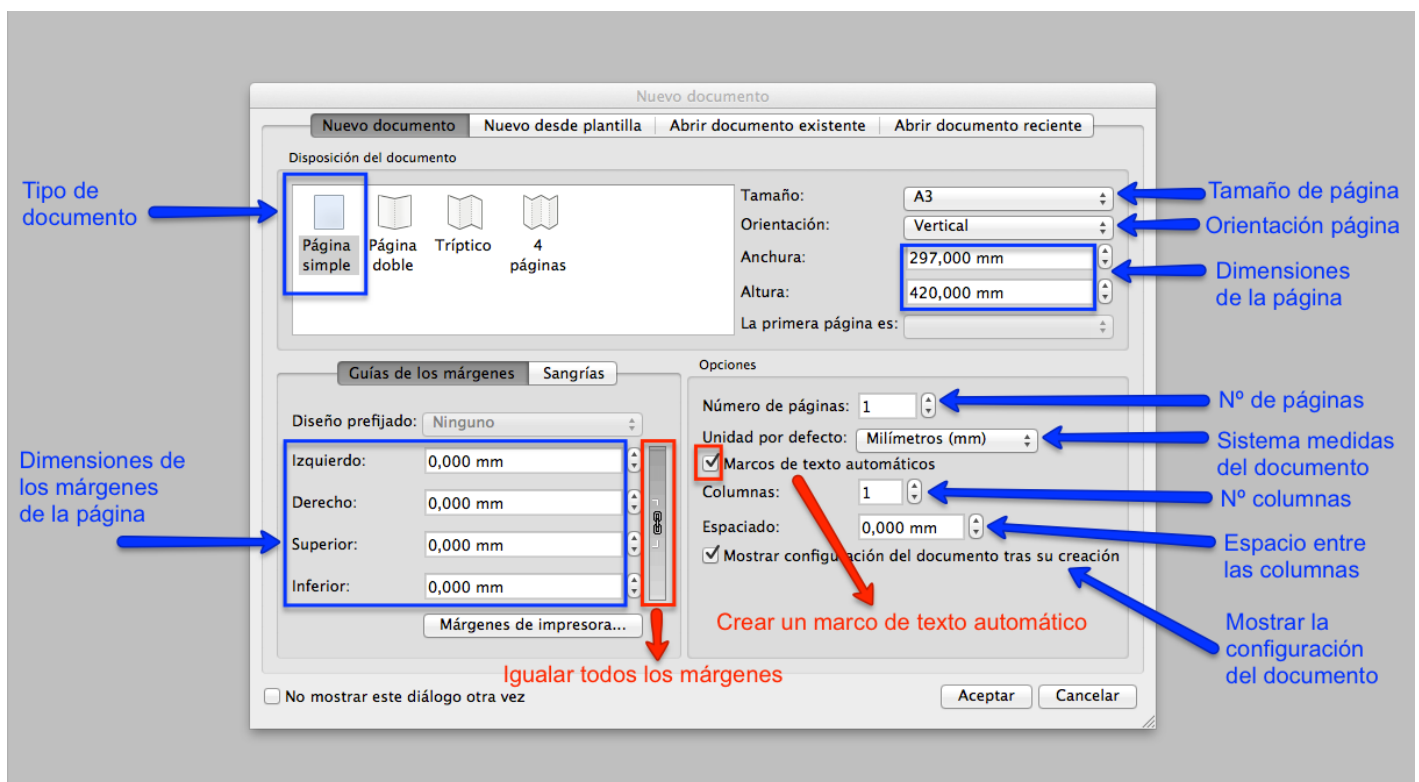 Nuevo documento
Nuevo documento
Nuevo desde plantilla
Abrir documento existente
Abrir documento reciente
Disposición del documento
Tipo de
documento
Página
simple
Página
doble
Tríptico
4
páginas
Tamaño:
A3
Tamaño de página
Orientación:
Vertical
Orientación página
Anchura:
297,000 mm
Altura:
420,000 mm
Dimensiones
de la página
La primera página es:
Guías de los márgenes
Sangrías
Diseño prefijado:
Ninguno
Dimensiones de
los márgenes
de la página
Izquierdo:
0,000 mm
Derecho:
0,000 mm
Superior:
0,000 mm
Inferior:
0,000 mm
Márgenes de impresora...
Igualar todos los márgenes
Opciones
Número de páginas:
1
Nº de páginas
Unidad por defecto:
Milímetros (mm)
Sistema medidas
del documento
Marcos de texto automáticos
Columnas:
1
Nº columnas
Espaciado:
0,000 mm
Espacio entre
las columnas
Mostrar configuración del documento tras su creación
Crear un marco de texto automático
Mostrar la
configuración
del documento
No mostrar este diálogo otra vez
Aceptar
Cancelar